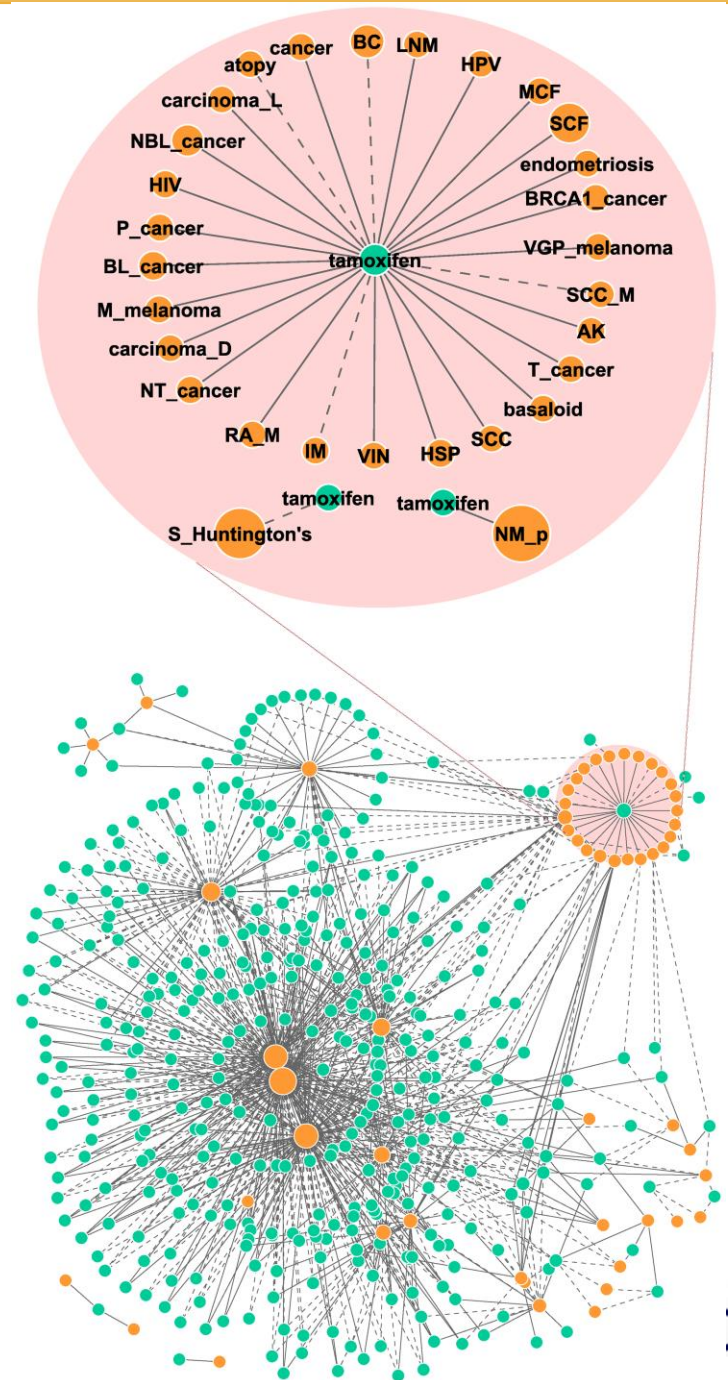 cancer
BC
LNM
atopy
HPV
carcinoma_L
MCF
SCF
NBL_cancer
endometriosis
HIV
BRCA1_cancer
P_cancer
VGP_melanoma
tamoxifen
BL_cancer
SCC_M
M_melanoma
AK
carcinoma_D
T_cancer
NT_cancer
basaloid
RA_M
IM
VIN
HSP
SCC
tamoxifen
tamoxifen
S_Huntington's
NM_p